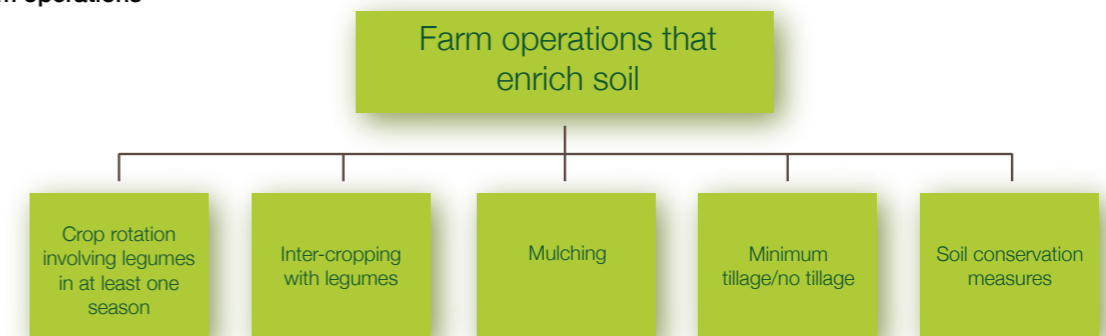 operations
Farm operations that
enrich soil
Crop rotation
involving legumes
in at least one
season
Inter-cropping
with legumes
Mulching
Minimum
tillage/no tillage
Soil conservation
measures